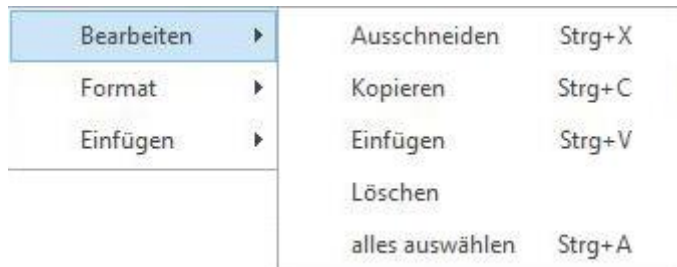 Bearbeiten
Format
Einfügen
Ausschneiden Strg+X
Kopieren Strg+C
Einfügen Strg+V
Löschen
alles auswählen Strg+A